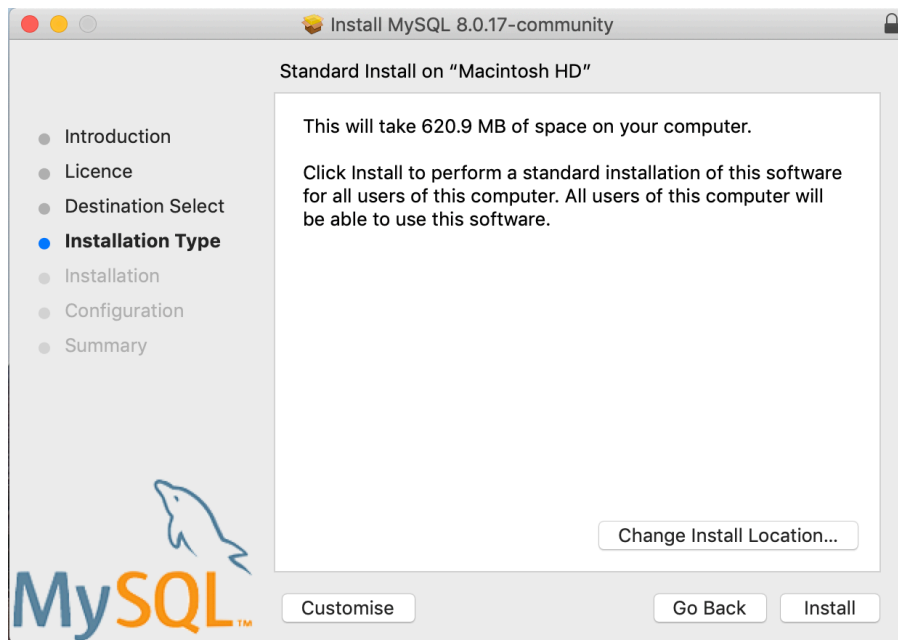 Install MySQL 8.0.17-community
Standard Install on “Macintosh HD”
Introduction
Licence
Destination Select
Installation Type
Installation
Configuration
Summary
This will take 620.9 MB of space on your computer.
Click Install to perform a standard installation of this software
for all users of this computer. All users of this computer will
be able to use this software.
Change Install Location...
MySQL™
Customise
Go Back
Install